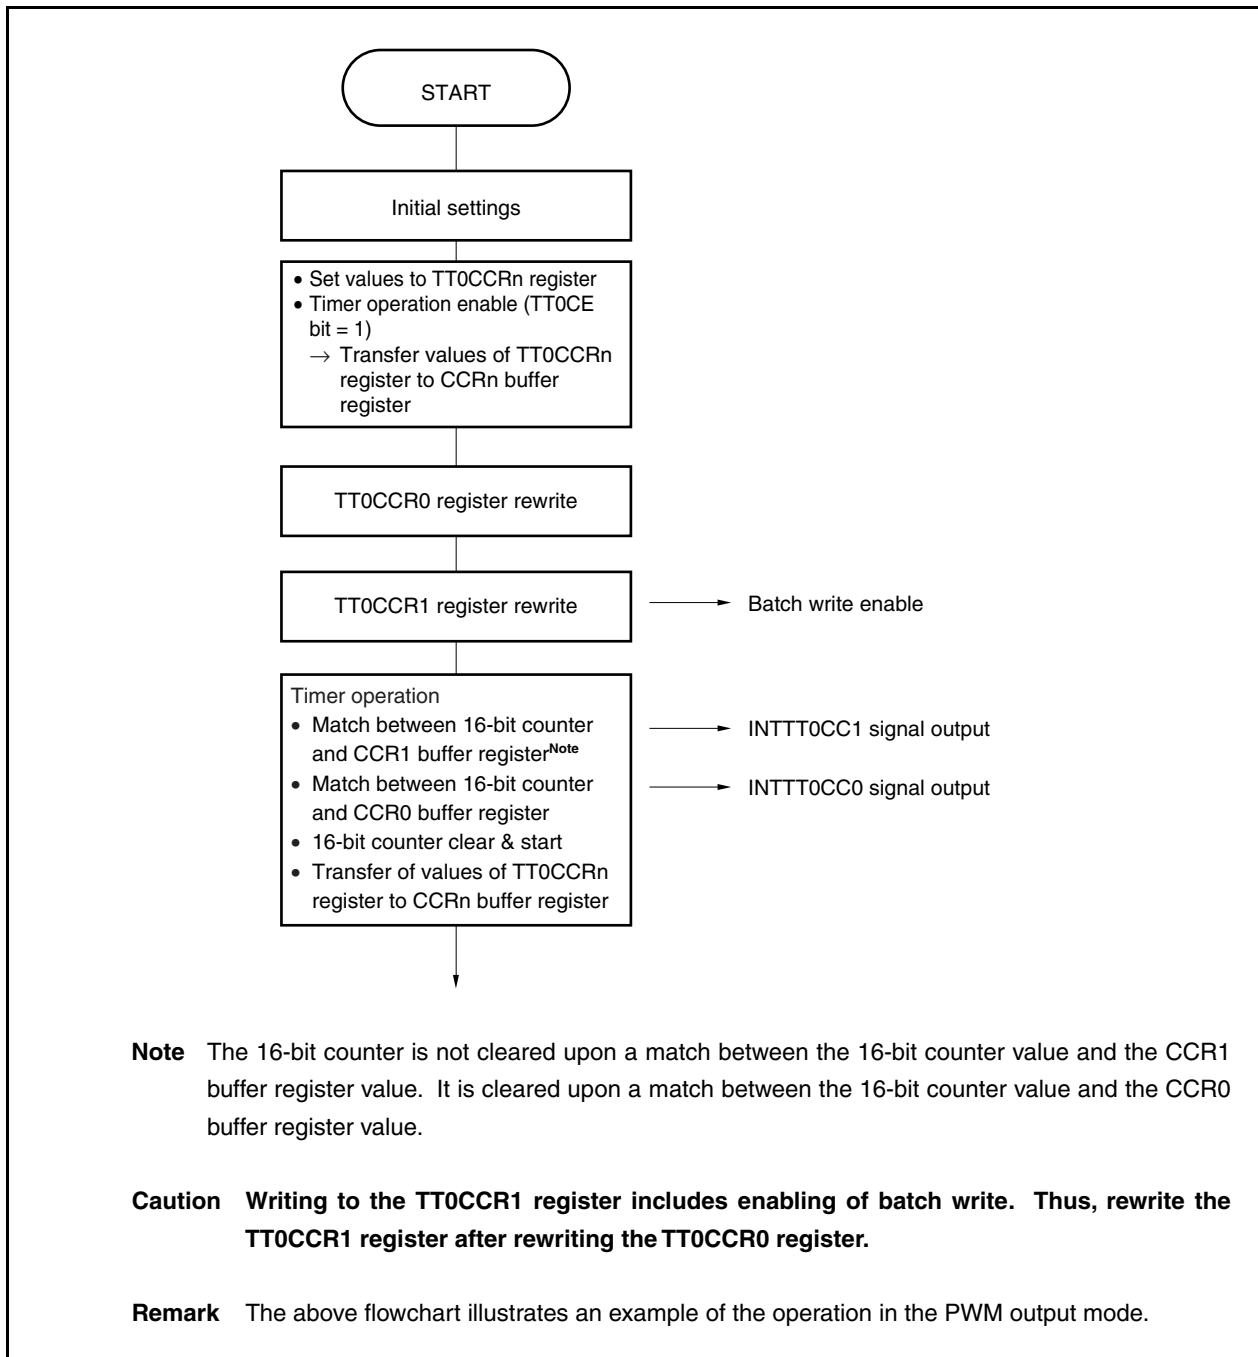 START
Initial settings
• Set values to TT0CCRn register
• Timer operation enable (TT0CE
bit = 1)
→ Transfer values of TT0CCRn
register to CCRn buffer
register
TT0CCR0 register rewrite
TT0CCR1 register rewrite
Batch write enable
Timer operation
• Match between 16-bit counter
and CCR1 buffer registerNote
INTTT0CC1 signal output
• Match between 16-bit counter
and CCR0 buffer register
INTTT0CC0 signal output
• 16-bit counter clear & start
• Transfer of values of TT0CCRn
register to CCRn buffer register
Note The 16-bit counter is not cleared upon a match between the 16-bit counter value and the CCR1
buffer register value. It is cleared upon a match between the 16-bit counter value and the CCR0
buffer register value.
Caution Writing to the TT0CCR1 register includes enabling of batch write. Thus, rewrite the
TT0CCR1 register after rewriting the TT0CCR0 register.
Remark The above flowchart illustrates an example of the operation in the PWM output mode.